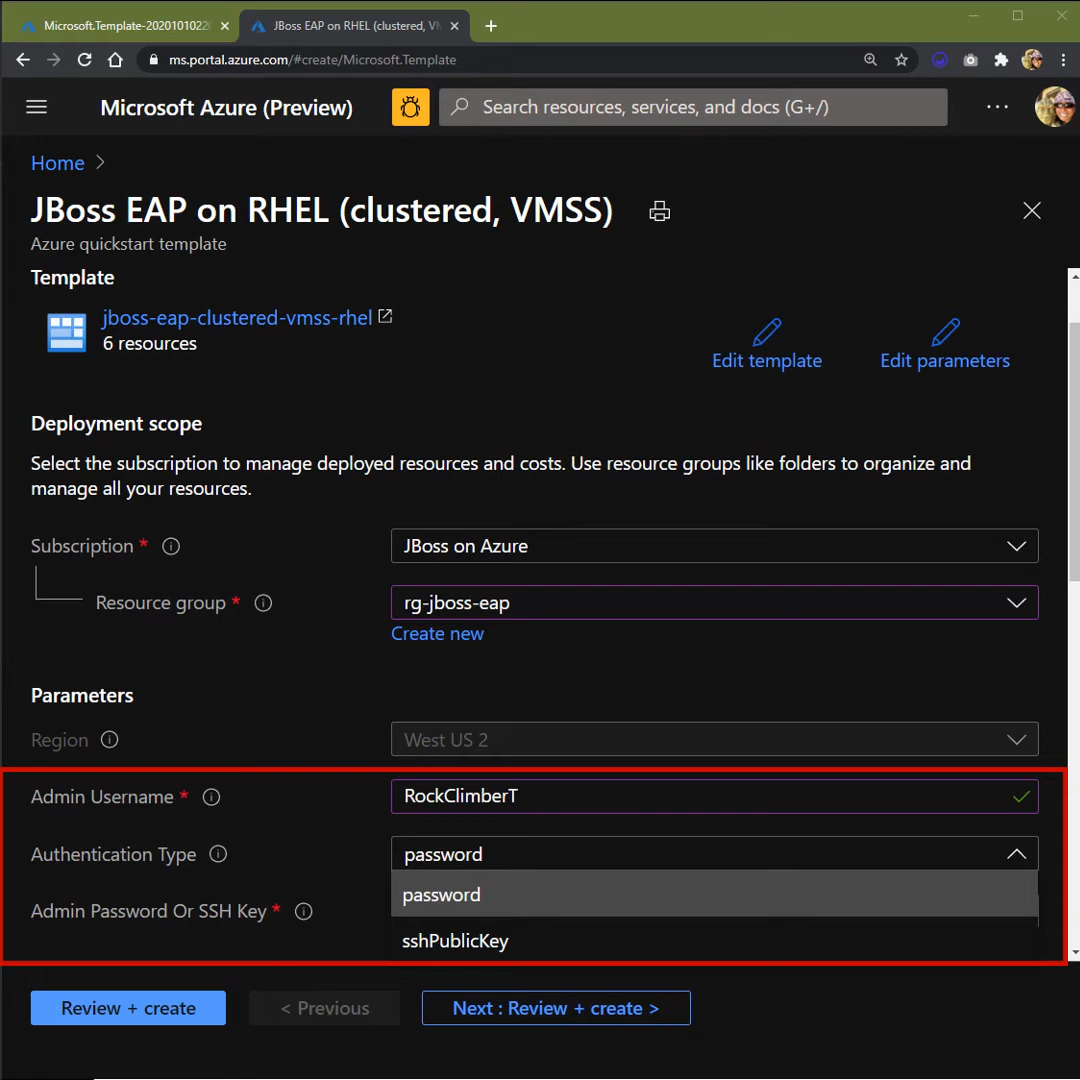 Microsoft.Template-2020101022
JBoss EAP on RHEL (clustered, VM
ms.portal.azure.com/#create/Microsoft.Template
Microsoft Azure (Preview)
Search resources, services, and docs (G+/)
Home
JBoss EAP on RHEL (clustered, VMSS)
Azure quickstart template
Template
jboss-eap-clustered-vmss-rhel
6 resources
Edit template
Edit parameters
Deployment scope
Select the subscription to manage deployed resources and costs. Use resource groups like folders to organize and
manage all your resources.
Subscription *
JBoss on Azure
Resource group *
rg-jboss-eap
Create new
Parameters
Region
West US 2
Admin Username *
RockClimberT
Authentication Type
password
password
Admin Password Or SSH Key *
sshPublicKey
Review + create
< Previous
Next : Review + create >